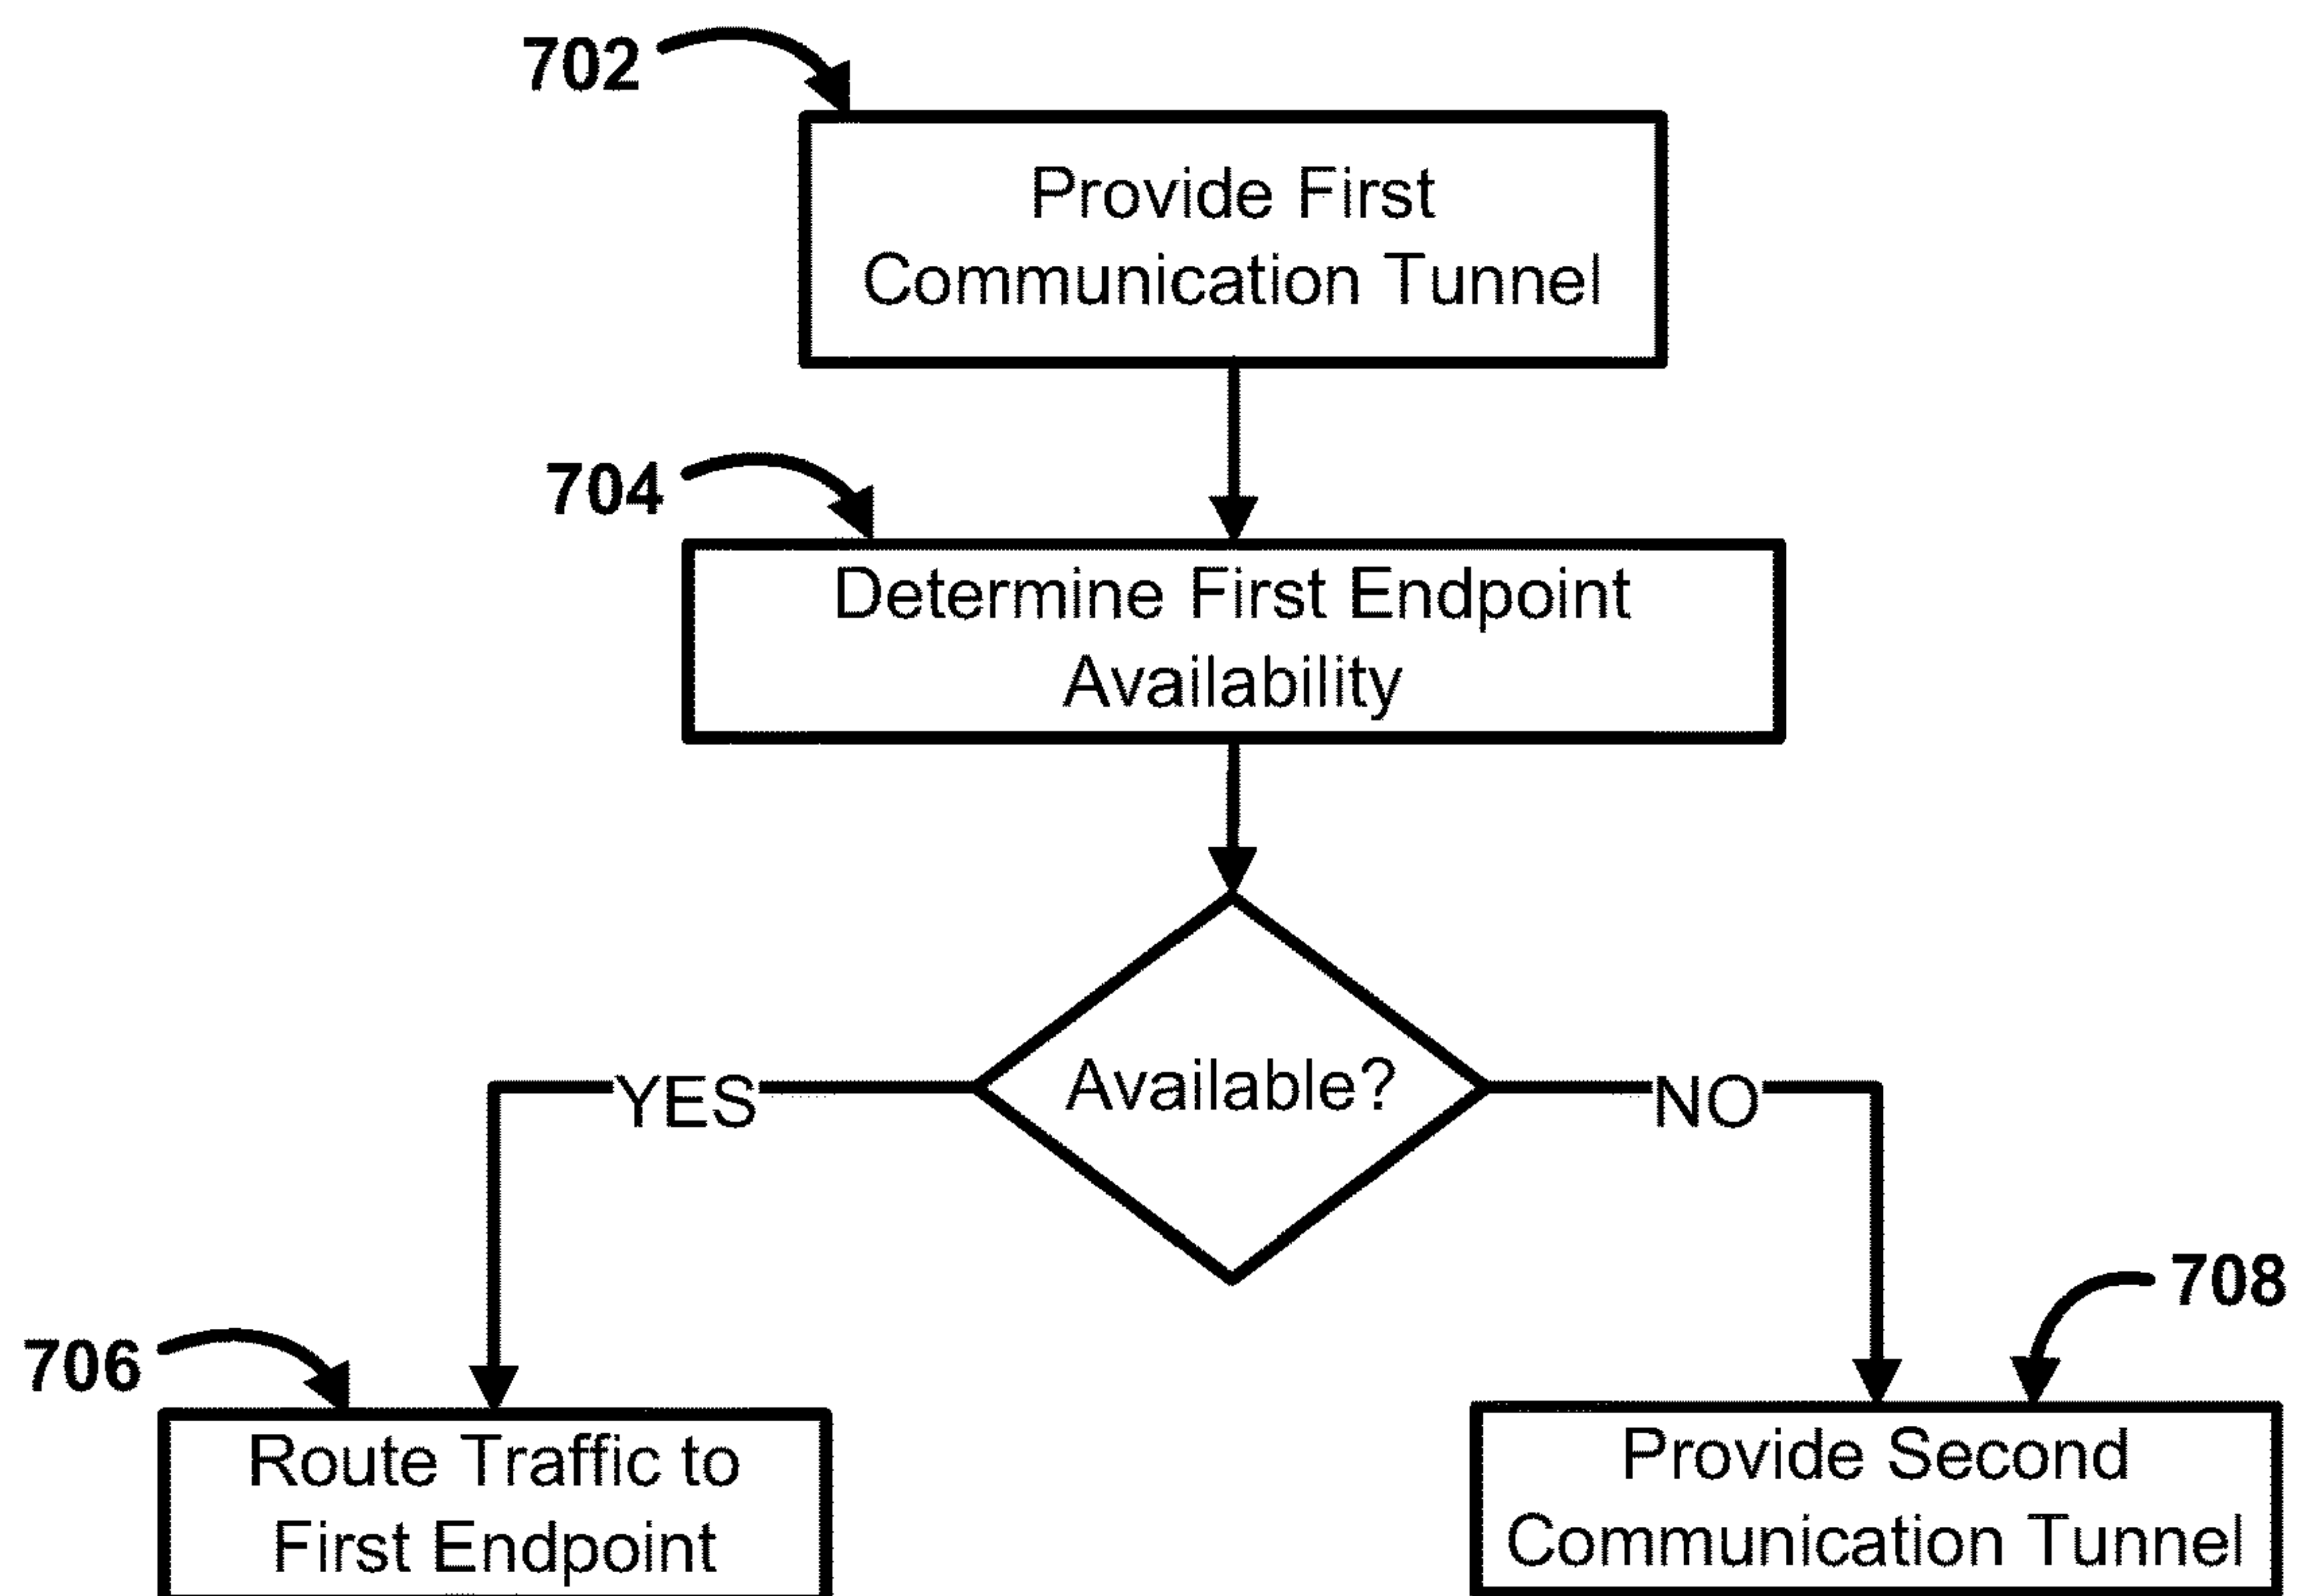 702
Provide First
Communication Tunnel
704
Determine First Endpoint
Availability
Available?
YES
NO
708
706
Route Traffic to
First Endpoint
Provide Second
Communication Tunnel